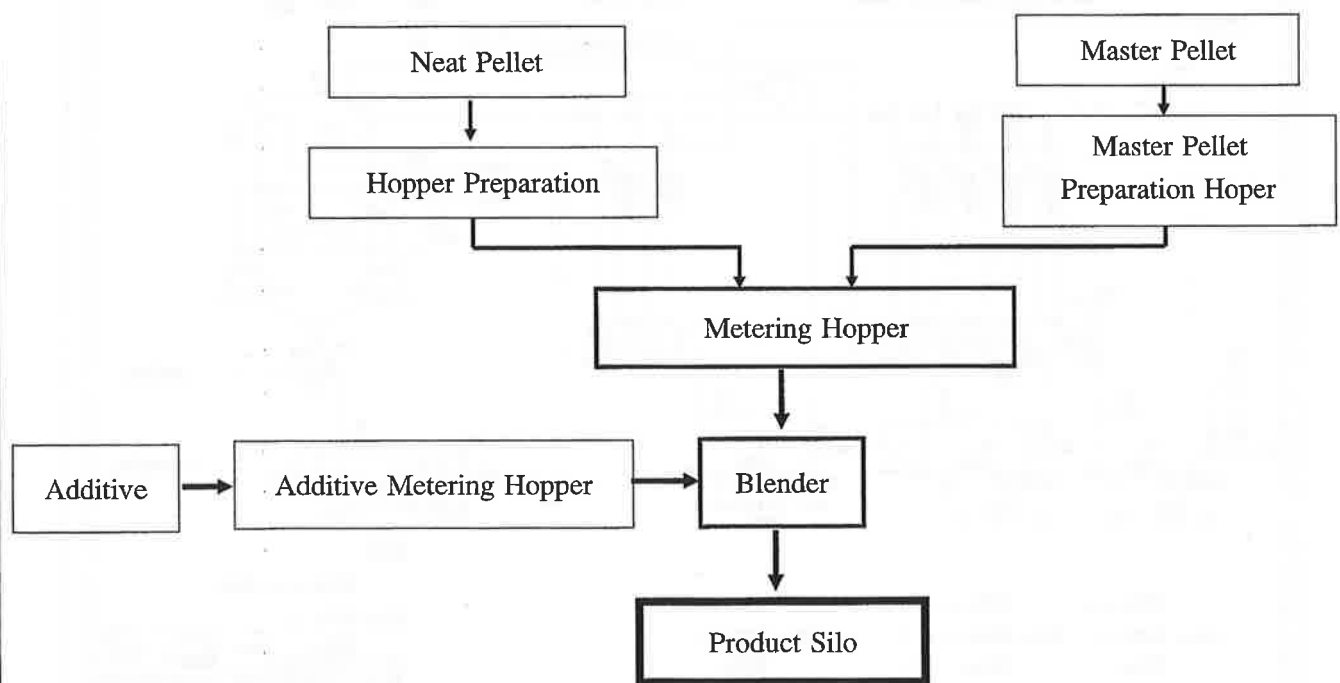 Neat Pellet
Master Pellet
Hopper Preparation
Master Pellet
Preparation Hoper
Metering Hopper
Additive
Additive Metering Hopper
Blender
Product Silo